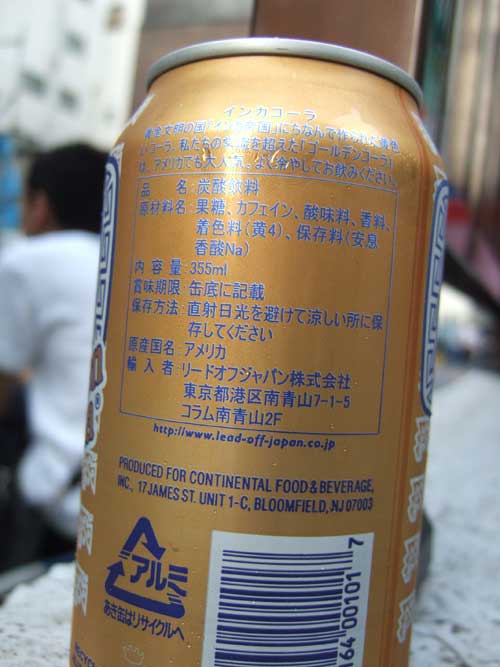 インカコーラ
黄金文明の国「インカ帝国」にちなんで作られた黄色
いコーラ。私たちの常識を超えた!「ゴールデンコーラ」
は、アメリカでも大人気。よく冷やしてお飲みください。
品 名:炭酸飲料
原材料名:果糖、カフェイン、酸味料、香料、
着色料(黄4)、保存料(安息
香酸Na)
内 容 量:355ml
賞味期限:缶底に記載
保存方法:直射日光を避けて涼しい所に保
存してください
原産国名:アメリカ
輸 入 者:リードオフジャパン株式会社
東京都港区南青山7-1-5
コラム南青山2F
http://www.lead-off-japan.co.jp
PRODUCED FOR CONTINENTAL FOOD & BEVERAGE,
INC., 17 JAMES ST. UNIT 1-C, BLOOMFIELD, NJ 07003
アルミ
あき缶はリサイクルへ
64 00101 7